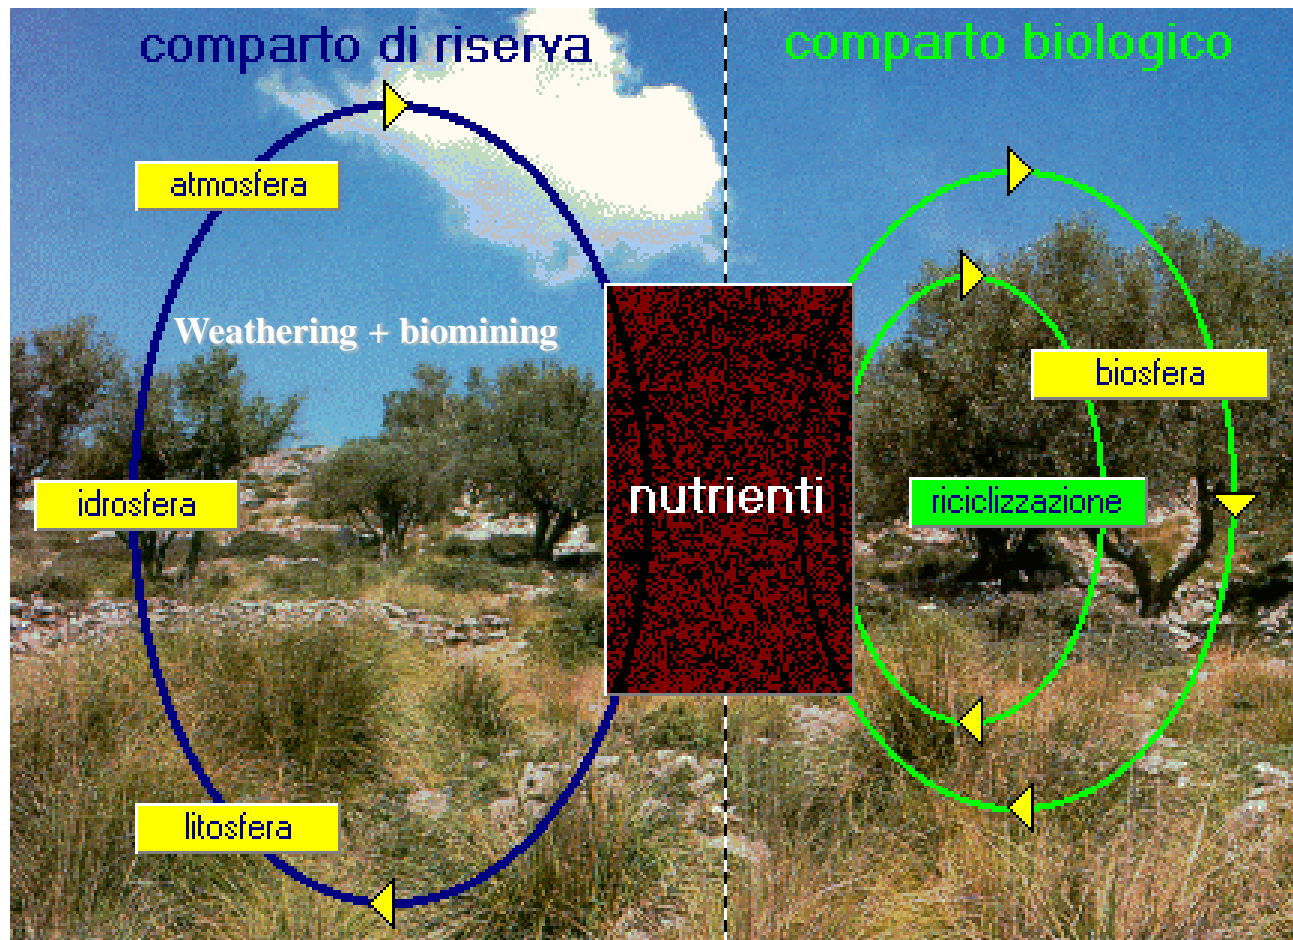 comparto di riserva
comparto biologico
atmosfera
Weathering + biomining
biosfera
idrosfera
nutrienti
riciclizzazione
litosfera